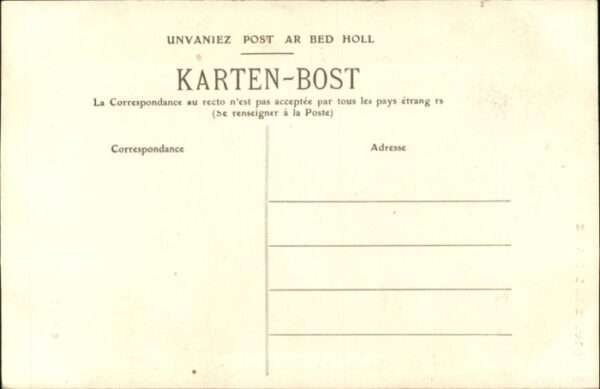 UNVANIEZ POST AR BED HOLL
KARTEN-BOST
La Correspondance au recto n'est pas acceptée par tous les pays étrang rs
(Se renseigner à la Poste)
Correspondance
Adresse